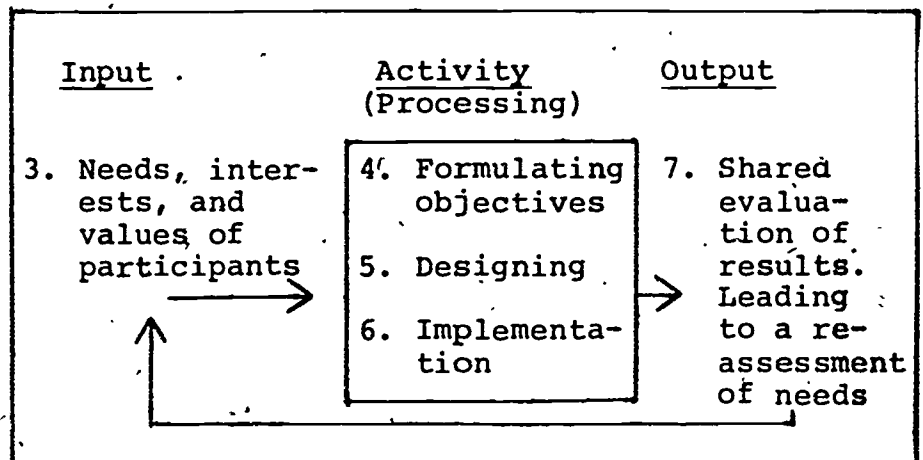 Input Activity Output
(Processing)
3. Needs, inter-
ests, and
values of
participants
4. Formulating
objectives
5. Designing
6. Implementa-
tion
7. Shared
evalua-
tion of
results.
Leading
to a re-
assessment
of needs